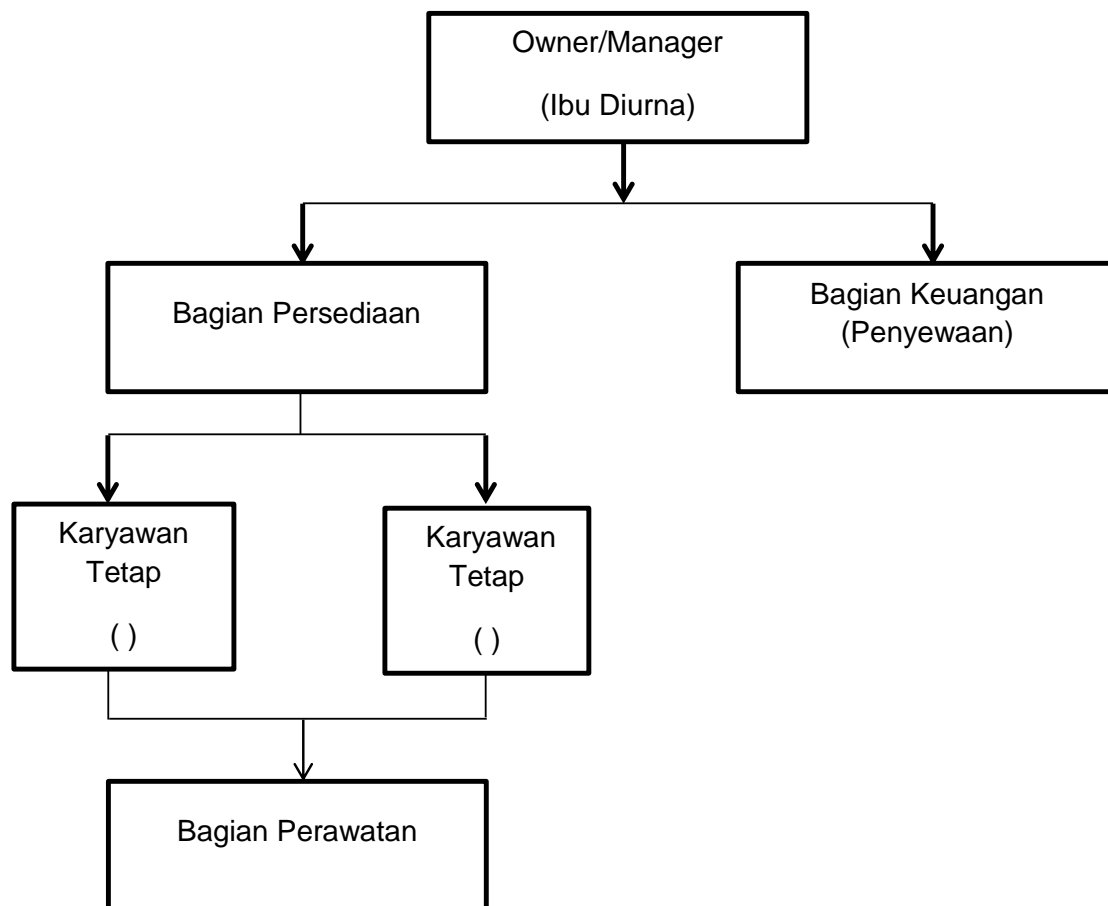 Owner/Manager
(Ibu Diurna)
Bagian Persediaan
Bagian Keuangan
(Penyewaan)
Karyawan
Tetap
( )
Karyawan
Tetap
( )
Bagian Perawatan